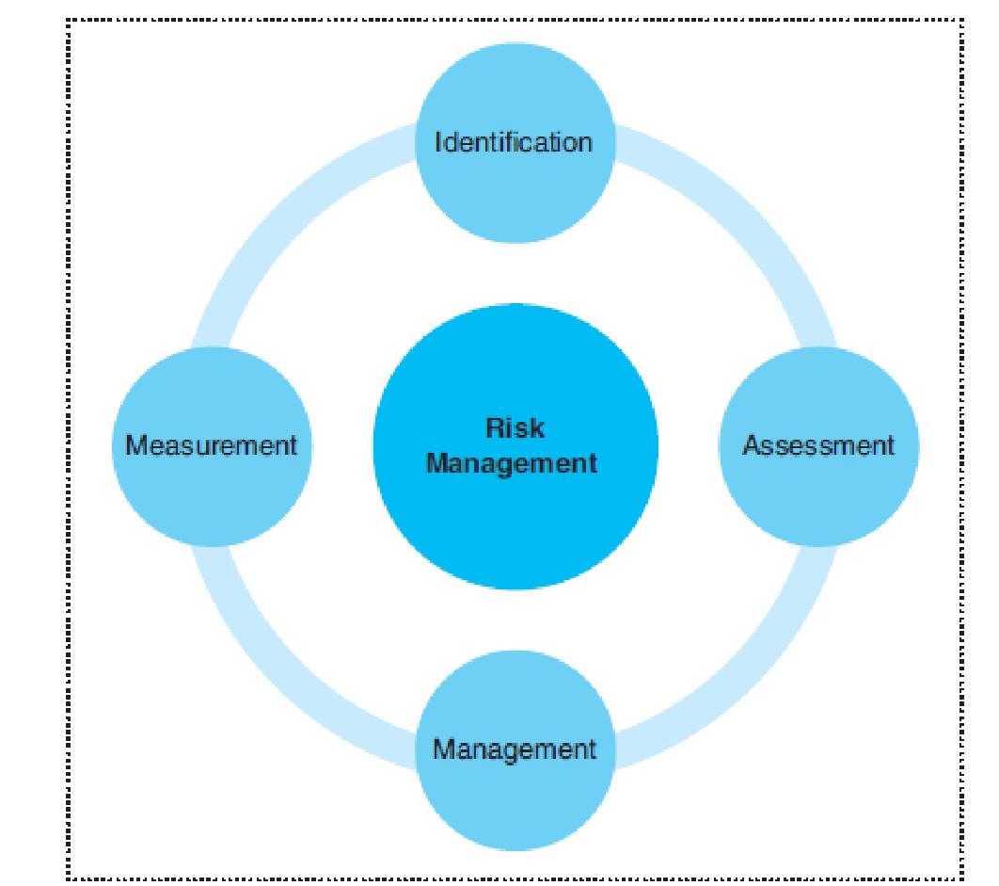 Identification
Measurement
Risk
Management
Assessment
Management